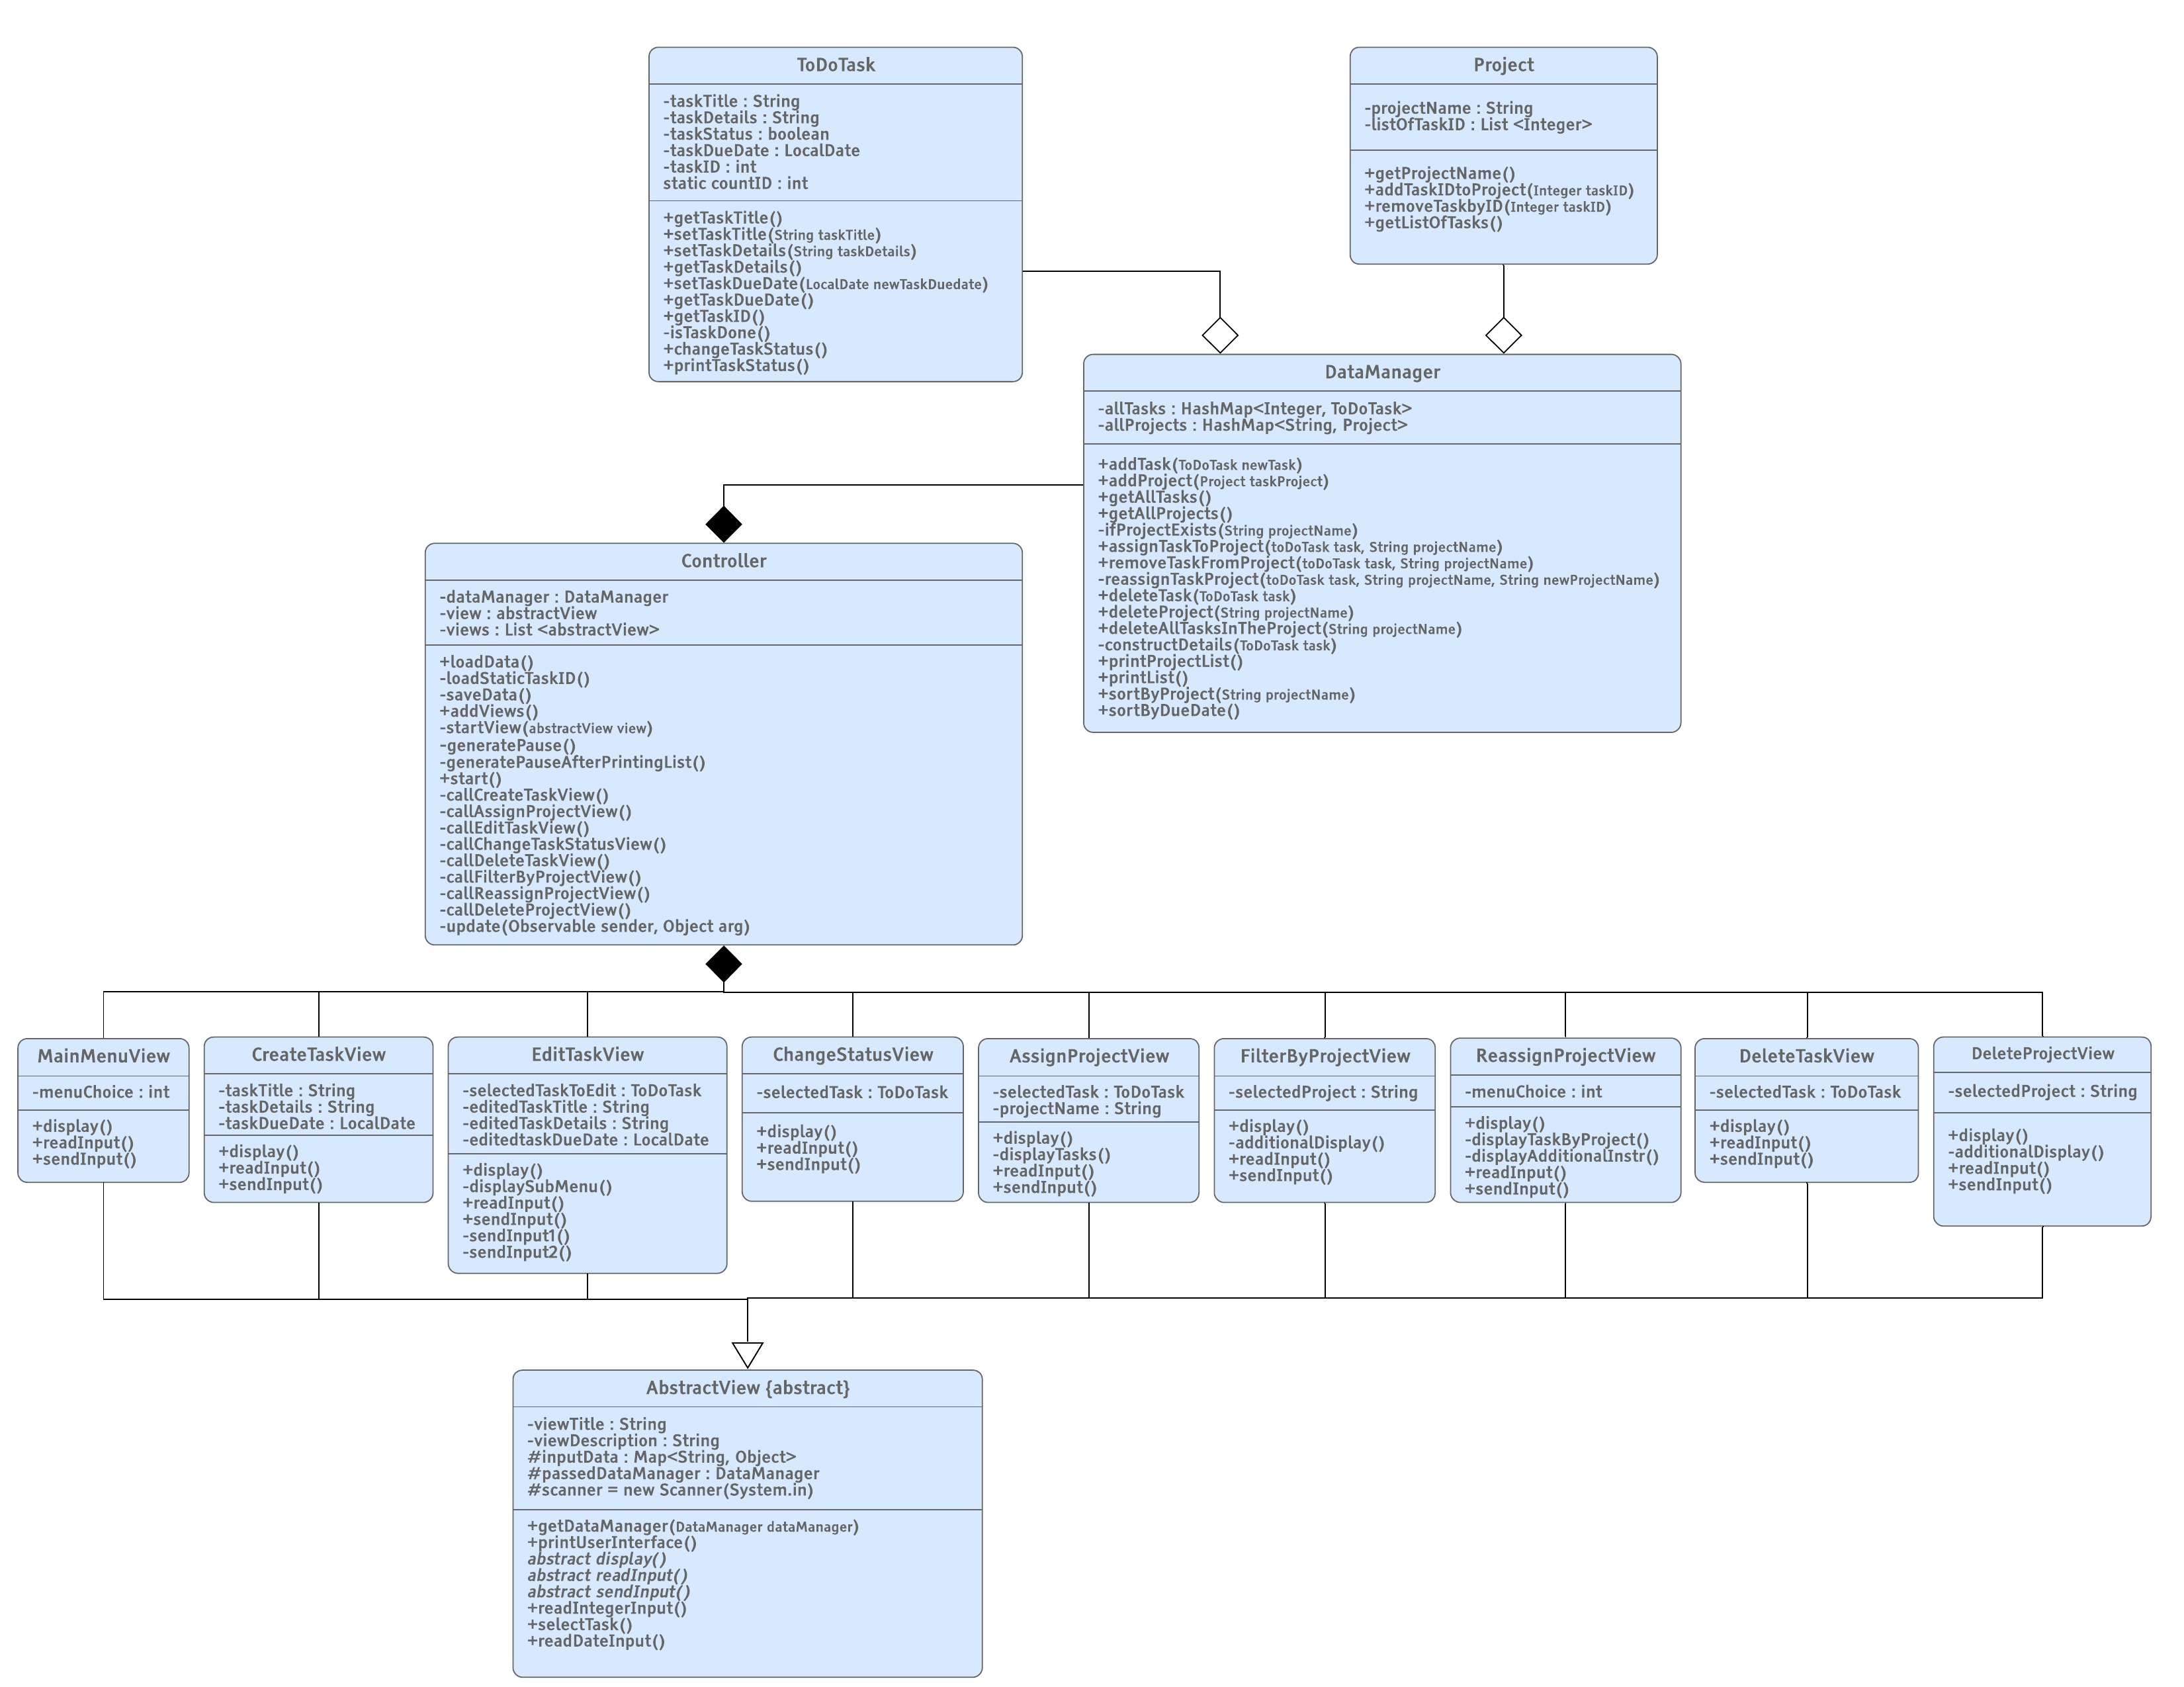 ToDoTask
-taskTitle : String
-taskDetails : String
-taskStatus : boolean
-taskDueDate : LocalDate
-taskID : int
static countID : int
+getTaskTitle()
+setTaskTitle(String taskTitle)
+setTaskDetails(String taskDetails)
+getTaskDetails()
+setTaskDueDate(LocalDate newTaskDuedate)
+getTaskDueDate()
+getTaskID()
-isTaskDone()
+changeTaskStatus()
+printTaskStatus()
Project
-projectName : String
-listOfTaskID : List <Integer>
+getProjectName()
+addTaskIDtoProject(Integer taskID)
+removeTaskbyID(Integer taskID)
+getListOfTasks()
DataManager
-allTasks : HashMap<Integer, ToDoTask>
-allProjects : HashMap<String, Project>
+addTask(ToDoTask newTask)
+addProject(Project taskProject)
+getAllTasks()
+getAllProjects()
-ifProjectExists(String projectName)
+assignTaskToProject(toDoTask task, String projectName)
+removeTaskFromProject(toDoTask task, String projectName)
-reassignTaskProject(toDoTask task, String projectName, String newProjectName)
+deleteTask(ToDoTask task)
+deleteProject(String projectName)
+deleteAllTasksInTheProject(String projectName)
-constructDetails(ToDoTask task)
+printProjectList()
+printList()
+sortByProject(String projectName)
+sortByDueDate()
Controller
-dataManager : DataManager
-view : abstractView
-views : List <abstractView>
+loadData()
-loadStaticTaskID()
-saveData()
+addViews()
-startView(abstractView view)
-generatePause()
-generatePauseAfterPrintingList()
+start()
-callCreateTaskView()
-callAssignProjectView()
-callEditTaskView()
-callChangeTaskStatusView()
-callDeleteTaskView()
-callFilterByProjectView()
-callReassignProjectView()
-callDeleteProjectView()
-update(Observable sender, Object arg)
MainMenuView
-menuChoice : int
+display()
+readInput()
+sendInput()
CreateTaskView
-taskTitle : String
-taskDetails : String
-taskDueDate : LocalDate
+display()
+readInput()
+sendInput()
EditTaskView
-selectedTaskToEdit : ToDoTask
-editedTaskTitle : String
-editedTaskDetails : String
-editedtaskDueDate : LocalDate
+display()
-displaySubMenu()
+readInput()
+sendInput()
-sendInput1()
-sendInput2()
ChangeStatusView
-selectedTask : ToDoTask
+display()
+readInput()
+sendInput()
AssignProjectView
-selectedTask : ToDoTask
-projectName : String
+display()
-displayTasks()
+readInput()
+sendInput()
FilterByProjectView
-selectedProject : String
+display()
-additionalDisplay()
+readInput()
+sendInput()
ReassignProjectView
-menuChoice : int
+display()
-displayTaskByProject()
-displayAdditionalInstr()
+readInput()
+sendInput()
DeleteTaskView
-selectedTask : ToDoTask
+display()
+readInput()
+sendInput()
DeleteProjectView
-selectedProject : String
+display()
-additionalDisplay()
+readInput()
+sendInput()
AbstractView {abstract}
-viewTitle : String
-viewDescription : String
#inputData : Map<String, Object>
#passedDataManager : DataManager
#scanner = new Scanner(System.in)
+getDataManager(DataManager dataManager)
+printUserInterface()
abstract display()
abstract readInput()
abstract sendInput()
+readIntegerInput()
+selectTask()
+readDateInput()